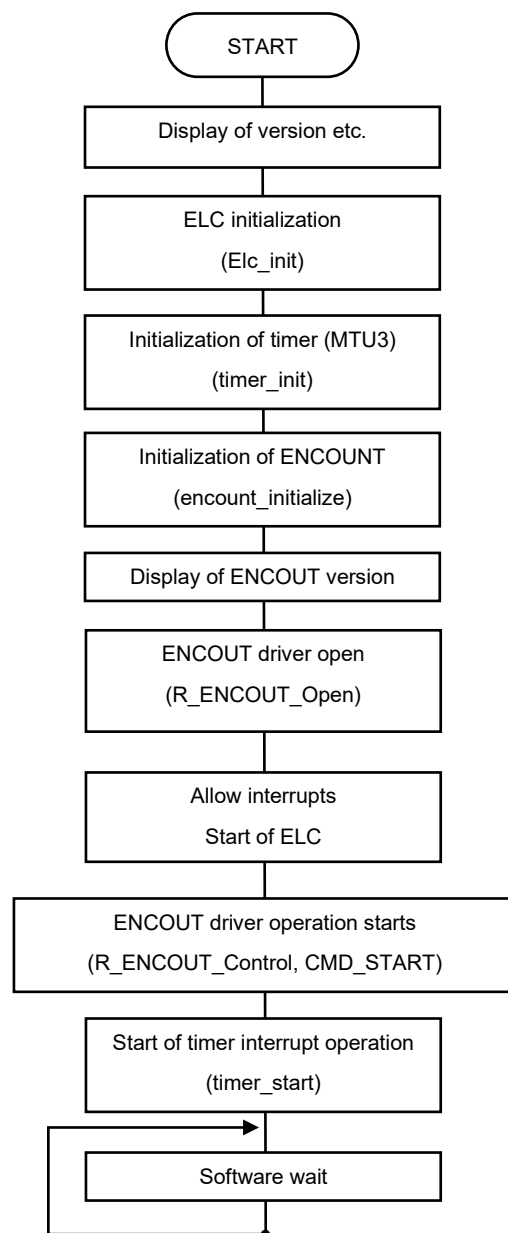 START
Display of version etc.
ELC initialization
(Elc_init)
Initialization of timer (MTU3)
(timer_init)
Initialization of ENCOUNT
(encount_initialize)
Display of ENCOUT version
ENCOUT driver open
(R_ENCOUT_Open)
Allow interrupts
Start of ELC
ENCOUT driver operation starts
(R_ENCOUT_Control, CMD_START)
Start of timer interrupt operation
(timer_start)
Software wait